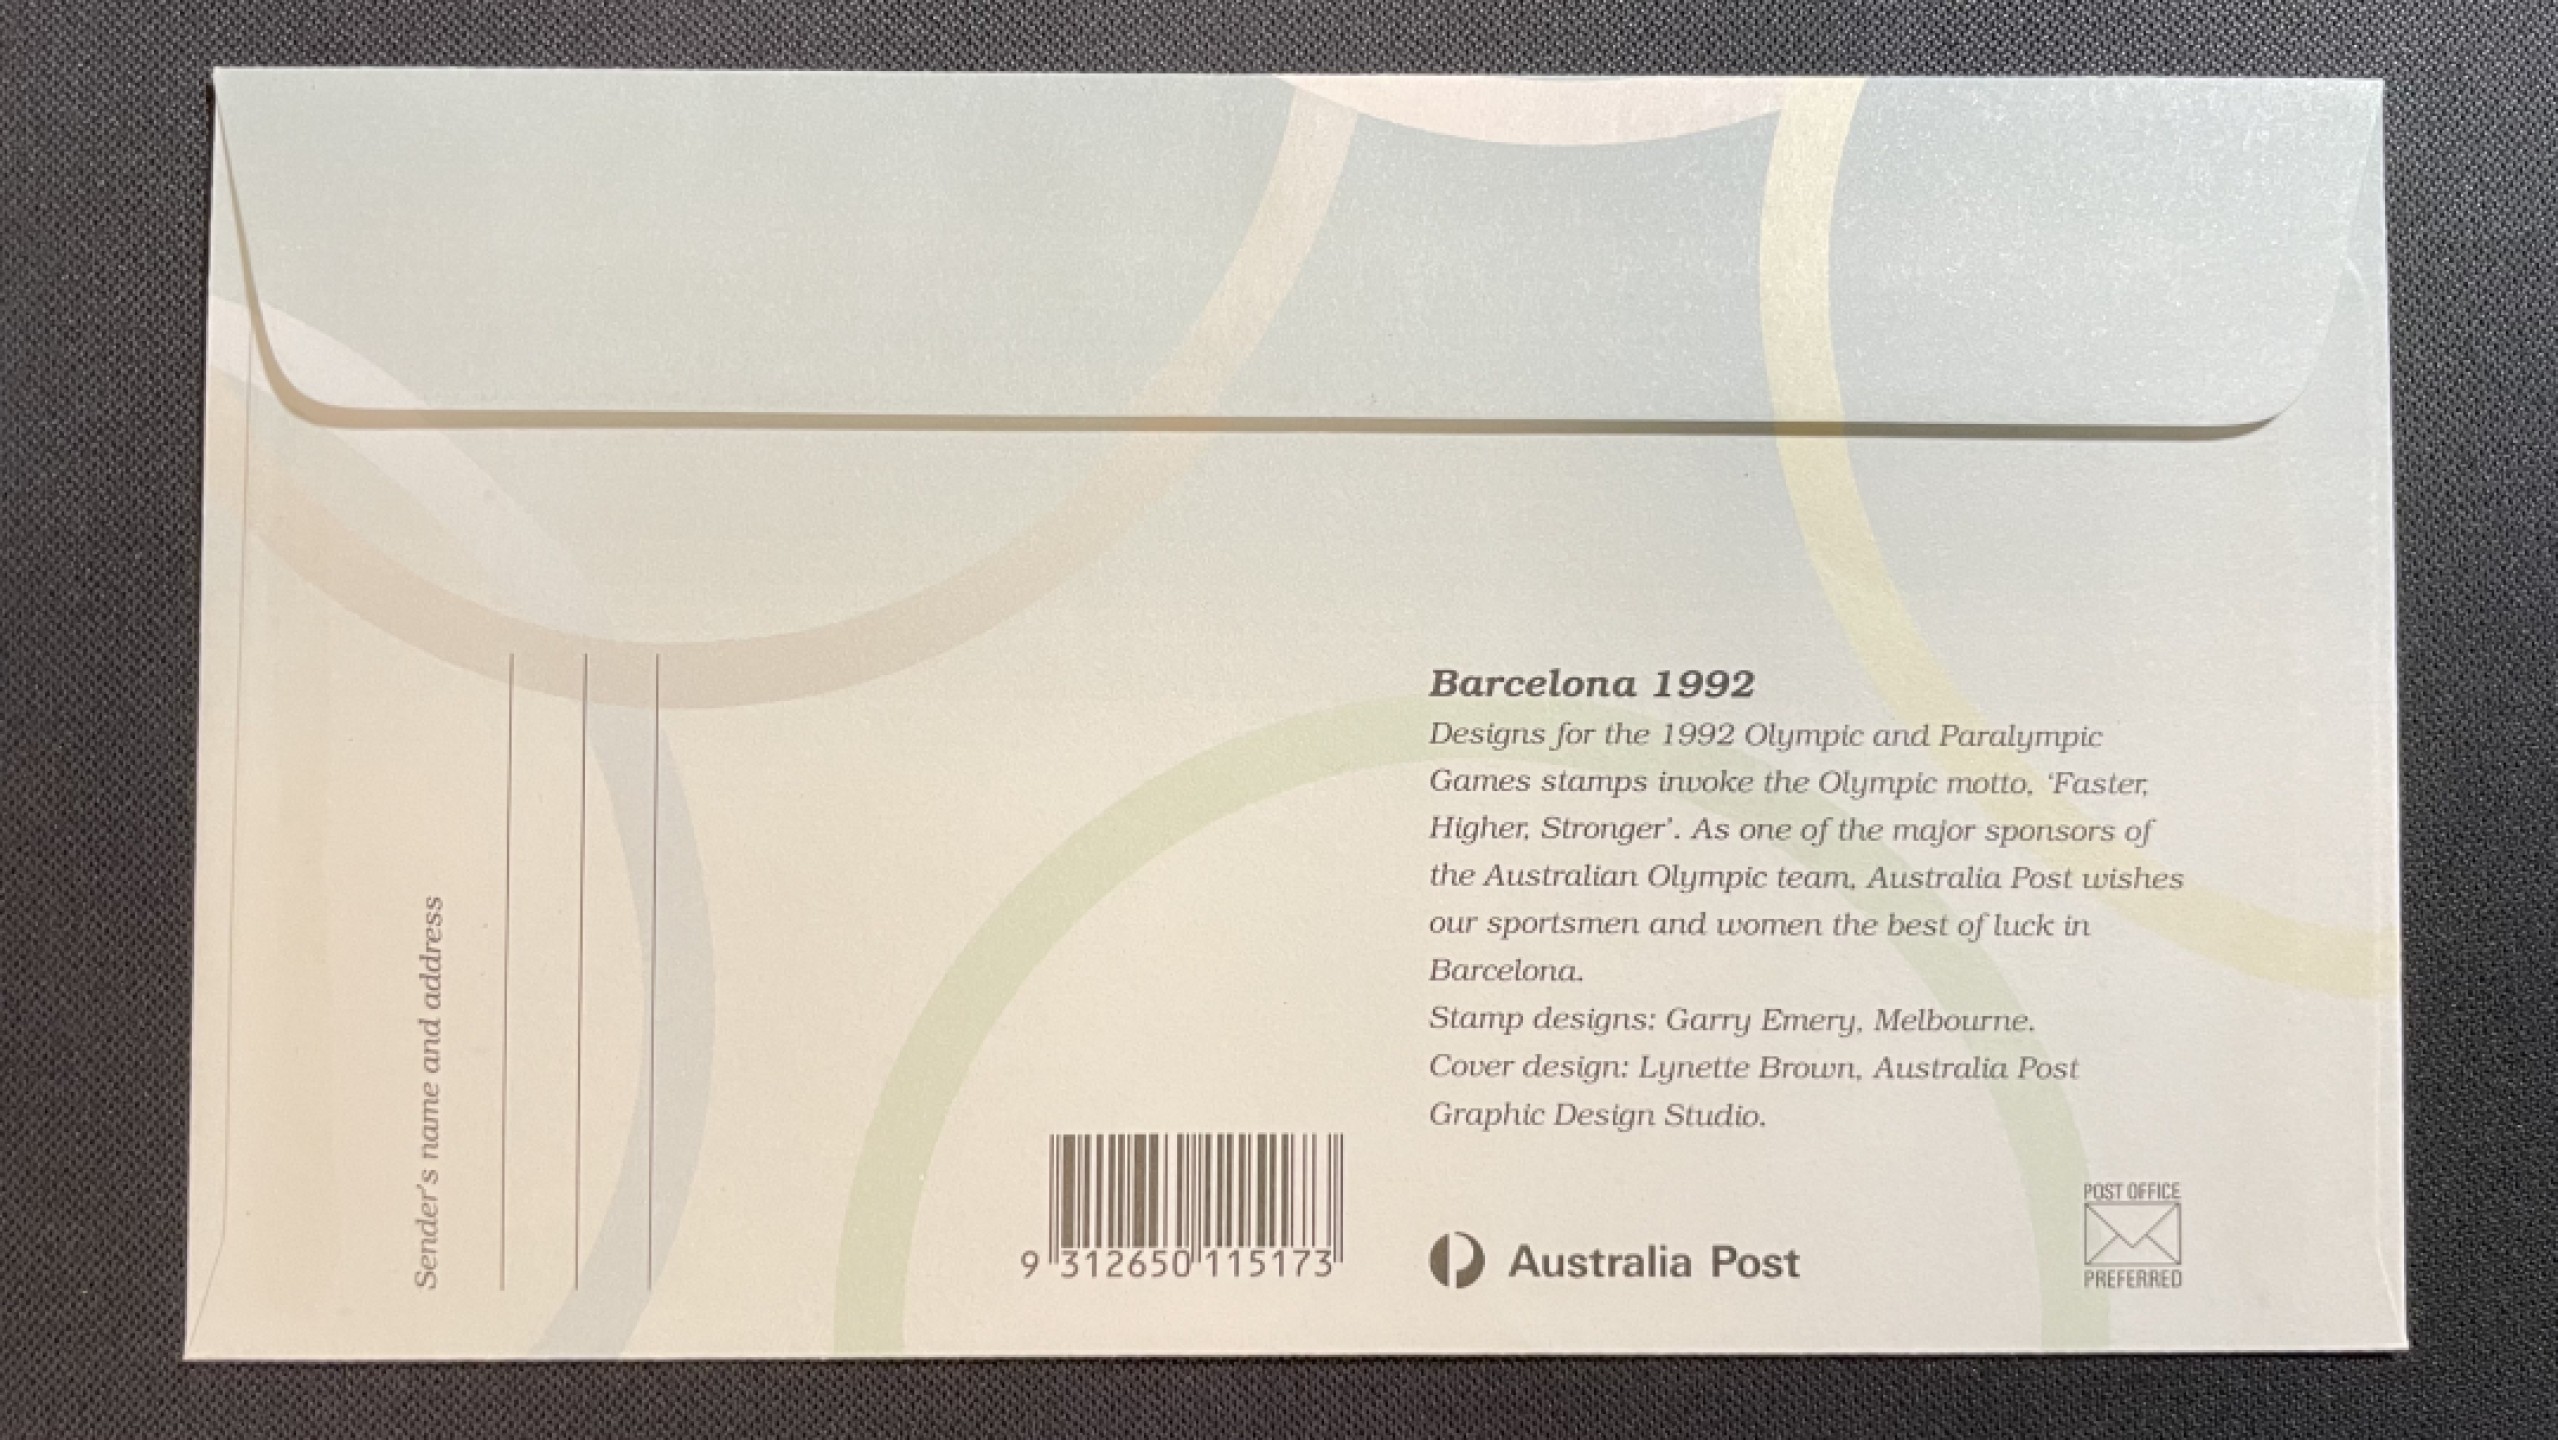 Barcelona 1992
Designs for the 1992 Olympic and Paralympic
Games stamps invoke the Olympic motto, ‘Faster,
Higher, Stronger’. As one of the major sponsors of
the Australian Olympic team, Australia Post wishes
our sportsmen and women the best of luck in
Barcelona.
Stamp designs: Garry Emery, Melbourne.
Cover design: Lynette Brown, Australia Post
Graphic Design Studio.
Sender's name and address
9 312650 115173
Australia Post
POST OFFICE
PREFERRED